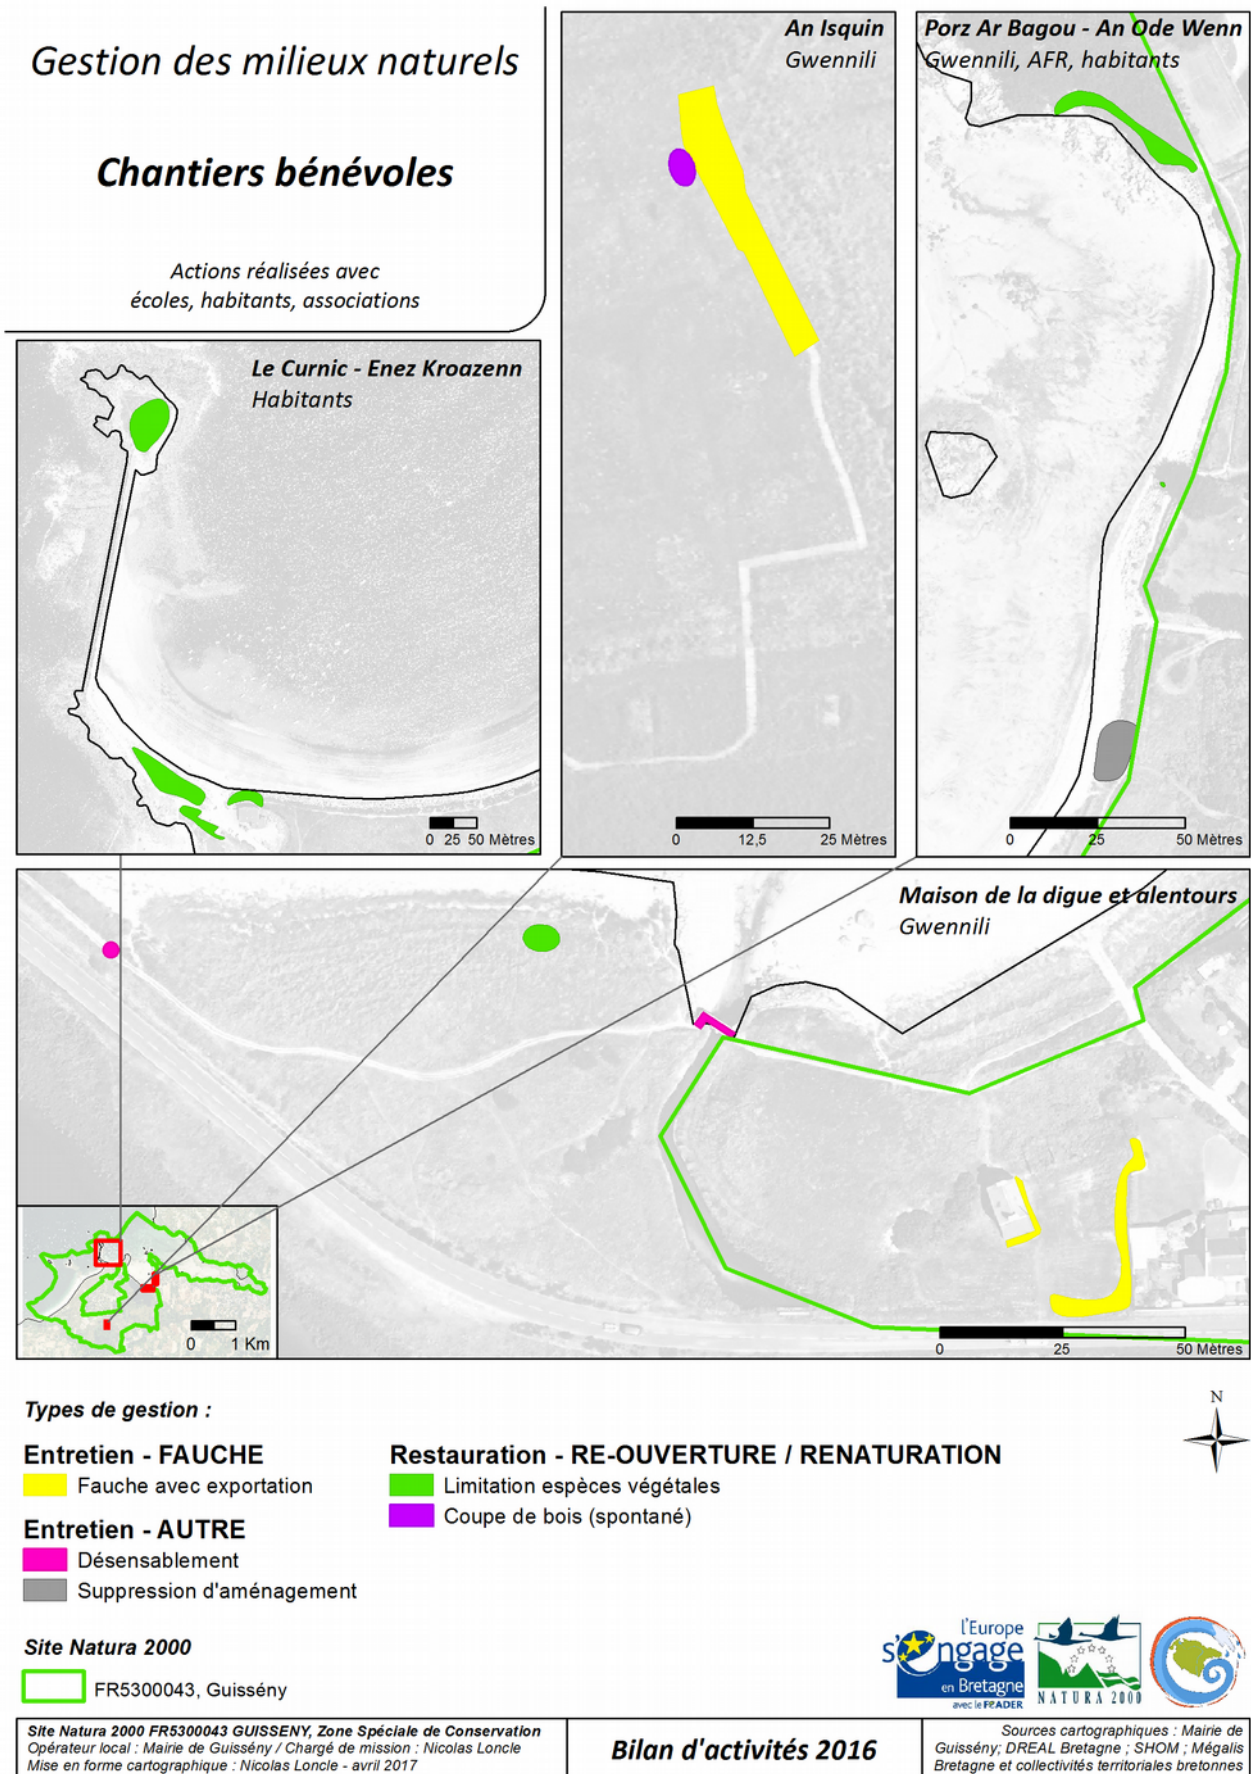 Gestion des milieux naturels
Chantiers bénévoles
Actions réalisées avec
écoles, habitants, associations
An Isquin
Gwennili
0 12,5 25 Mètres
Porz Ar Bagou - An Ode Wenn
Gwennili, AFR, habitants
0 25 50 Mètres
Le Curnic - Enez Kroazenn
Habitants
0 25 50 Mètres
Maison de la digue et alentours
Gwennili
0 1 Km
0 25 50 Mètres
Types de gestion :
Entretien - FAUCHE
Fauche avec exportation
Entretien - AUTRE
Désensablement
Suppression d'aménagement
Restauration - RE-OUVERTURE / RENATURATION
Limitation espèces végétales
Coupe de bois (spontané)
N
Site Natura 2000
FR5300043, Guissény
l'Europe
s'engage
en Bretagne
avec le FEADER
NATURA 2000
Site Natura 2000 FR5300043 GUISSENY, Zone Spéciale de Conservation
Opérateur local : Mairie de Guissény / Chargé de mission : Nicolas Loncle
Mise en forme cartographique : Nicolas Loncle - avril 2017
Bilan d'activités 2016
Sources cartographiques : Mairie de
Guissény; DREAL Bretagne ; SHOM ; Mégalis
Bretagne et collectivités territoriales bretonnes